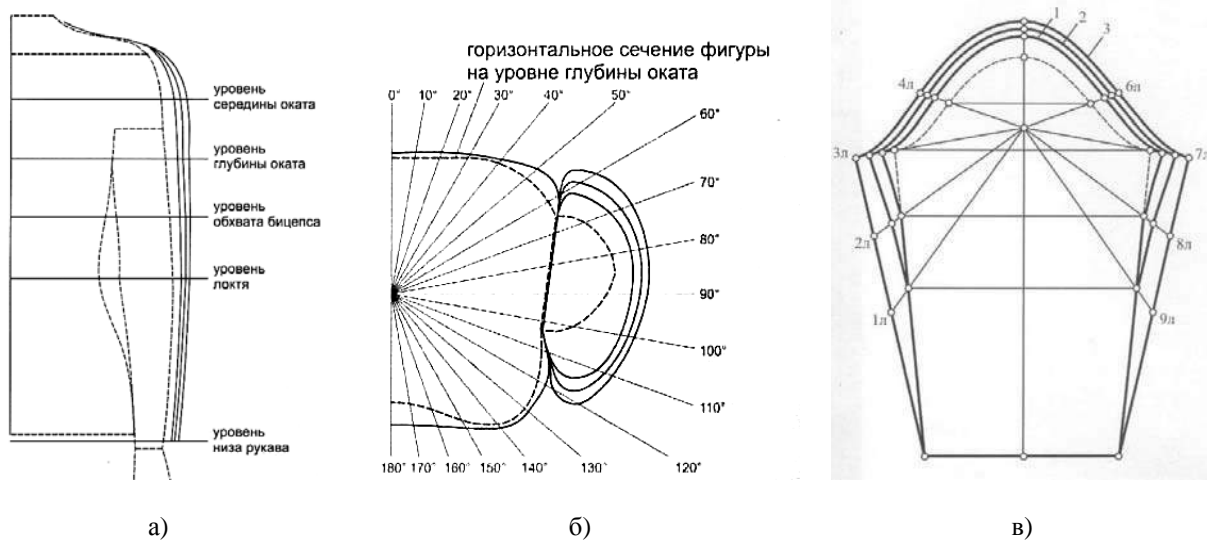 уровень
середины оката
уровень
глубины оката
уровень
обхвата бицепса
уровень
локтя
уровень
низа рукава
а)
горизонтальное сечение фигуры
на уровне глубины оката
0° 10° 20° 30° 40° 50°
60°
70°
80°
90°
100°
110°
120°
180° 170° 160° 150° 140° 130°
б)
1 2 3
4л 6л
3л 7л
2л 8л
1л 9л
в)